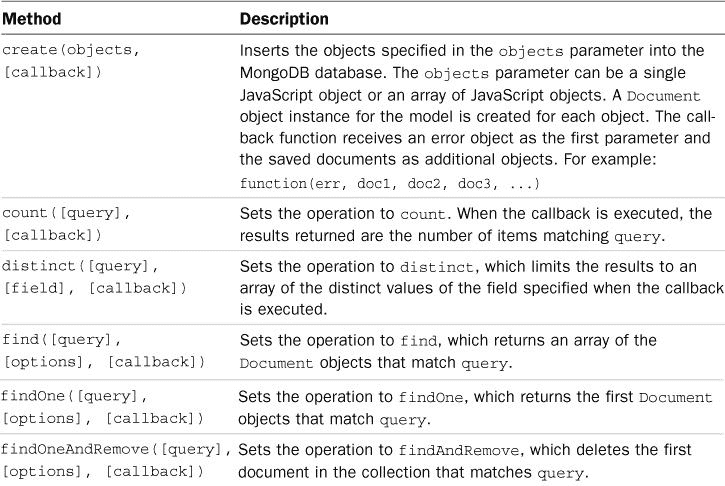 Method Description
create(objects, Inserts the objects specified in the objects parameter into the
[callback]) MongoDB database. The objects parameter can be a single
JavaScript object or an array of JavaScript objects. A Document
object instance for the model is created for each object. The call-
back function receives an error object as the first parameter and
the saved documents as additional objects. For example:
function(err, doc1, doc2, doc3, ...)
count([query], Sets the operation to count. When the callback is executed, the
[callback]) results returned are the number of items matching query.
distinct([query], Sets the operation to distinct, which limits the results to an
[field], [callback]) array of the distinct values of the field specified when the callback
is executed.
find([query], Sets the operation to find, which returns an array of the
[options], [callback]) Document objects that match query.
findOne([query], Sets the operation to findOne, which returns the first Document
[options], [callback]) objects that match query.
findOneAndRemove([query], Sets the operation to findAndRemove, which deletes the first
[options], [callback]) document in the collection that matches query.